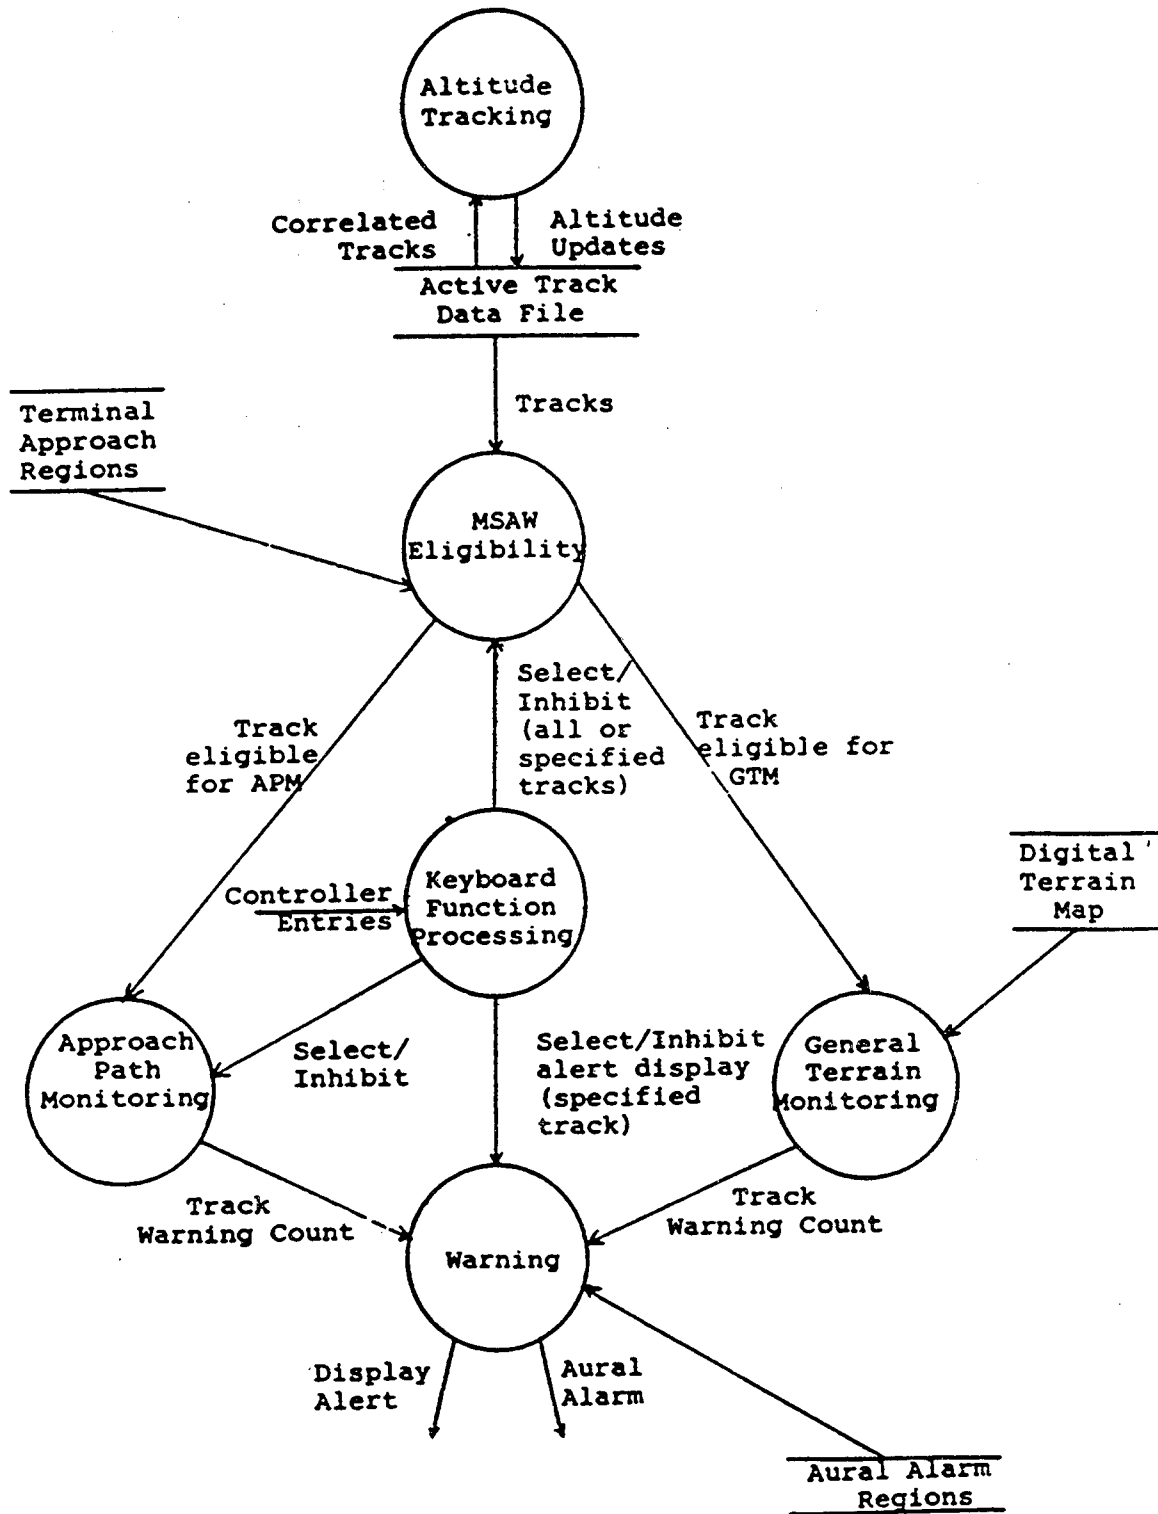 Altitude
Tracking
Correlated
Tracks
Altitude
Updates
Active Track
Data File
Tracks
Terminal
Approach
Regions
MSAW
Eligibility
Select/
Inhibit
(all or
specified
tracks)
Track
eligible
for APM
Track
eligible for
GTM
Digital
Terrain
Map
Controller
Entries
Keyboard
Function
Processing
Approach
Path
Monitoring
Select/
Inhibit
Select/Inhibit
alert display
(specified
track)
General
Terrain
Monitoring
Track
Warning Count
Track
Warning Count
Warning
Display
Alert
Aural
Alarm
Aural Alarm
Regions